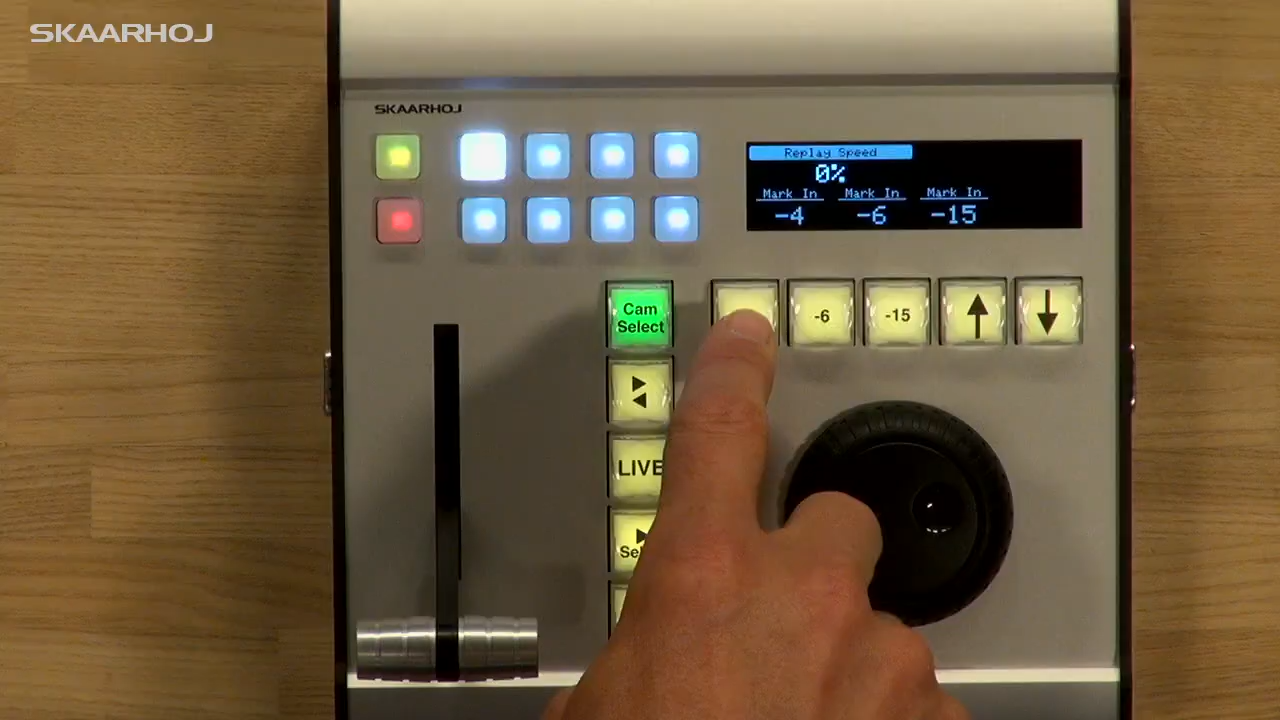 SKAARHOJ
SKAARHOJ
Replay Speed
0%
Mark In Mark In Mark In
-4 -6 -15
Cam
Select
-6
-15
LIVE